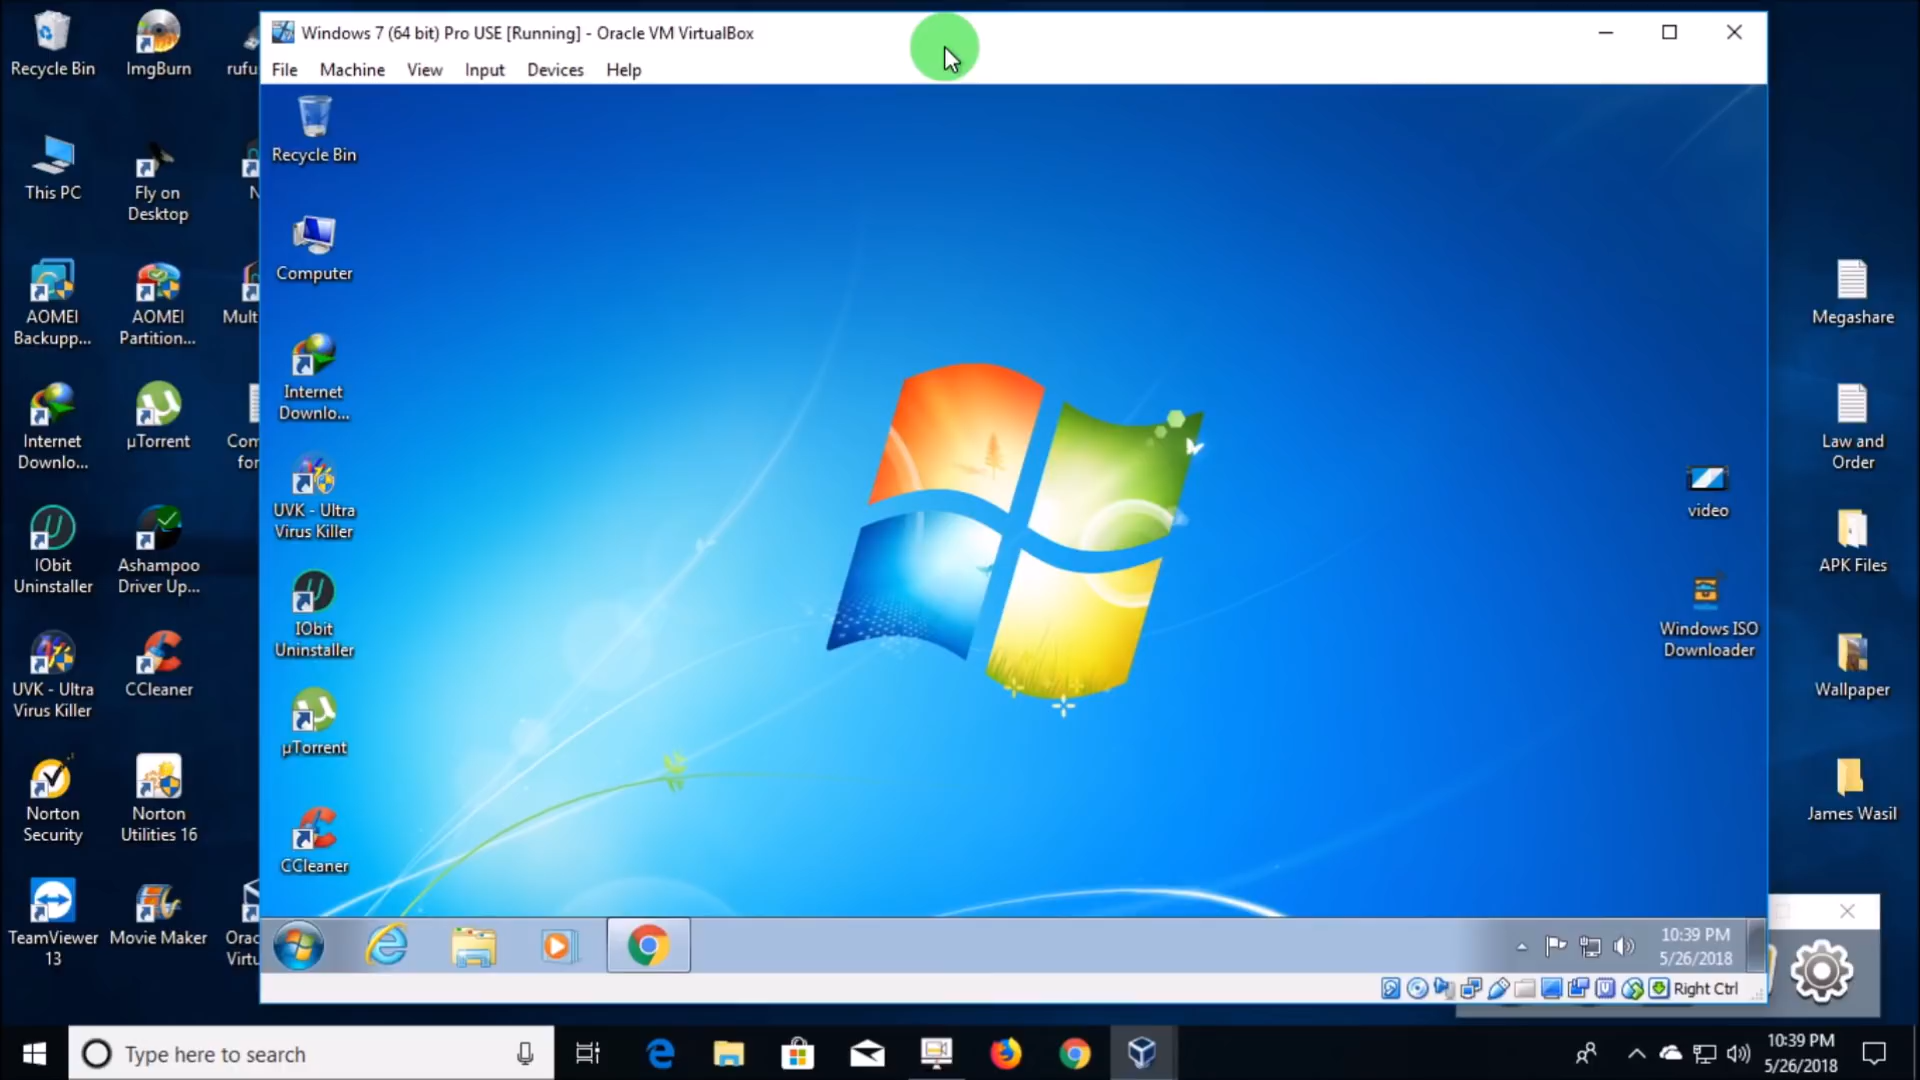 Windows 7 (64 bit) Pro USE [Running] - Oracle VM VirtualBox
File Machine View Input Devices Help
Recycle Bin
ImgBurn
rufu
This PC
Fly on
Desktop
N
AOMEI
Backupp...
AOMEI
Partition...
Mult
Internet
Downlo...
µTorrent
Com
for
IObit
Uninstaller
Ashampoo
Driver Up...
UVK - Ultra
Virus Killer
CCleaner
Norton
Security
Norton
Utilities 16
TeamViewer
13
Movie Maker
Orac
Virtu
Recycle Bin
Computer
Internet
Downlo...
UVK - Ultra
Virus Killer
IObit
Uninstaller
µTorrent
CCleaner
video
Windows ISO
Downloader
Megashare
Law and
Order
APK Files
Wallpaper
James Wasil
10:39 PM
5/26/2018
Right Ctrl
Type here to search
10:39 PM
5/26/2018